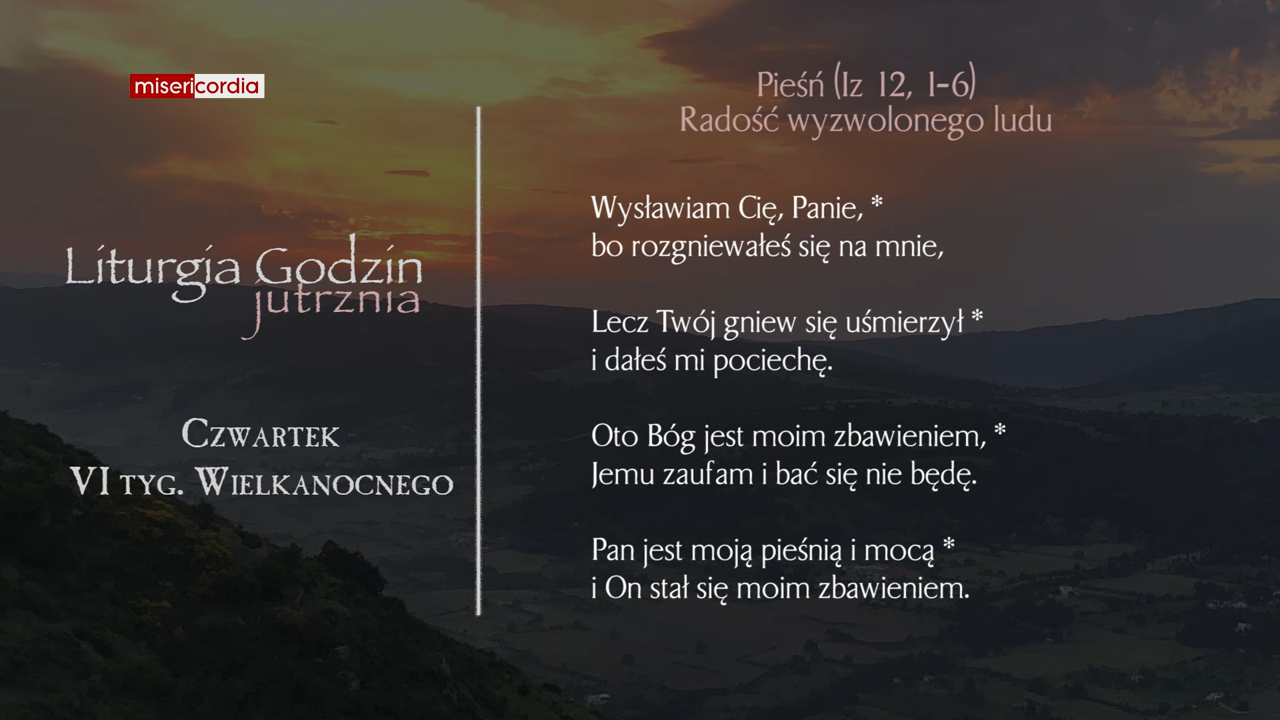 misericordia
Liturgia Godzin
jutrznia
Czwartek
VI tyg. Wielkanocnego
Pieśń (Iz 12, 1-6)
Radość wyzwolonego ludu
Wysławiam Cię, Panie, *
bo rozgniewałeś się na mnie,
Lecz Twój gniew się uśmierzył *
i dałeś mi pociechę.
Oto Bóg jest moim zbawieniem, *
Jemu zaufam i bać się nie będę.
Pan jest moją pieśnią i mocą *
i On stał się moim zbawieniem.